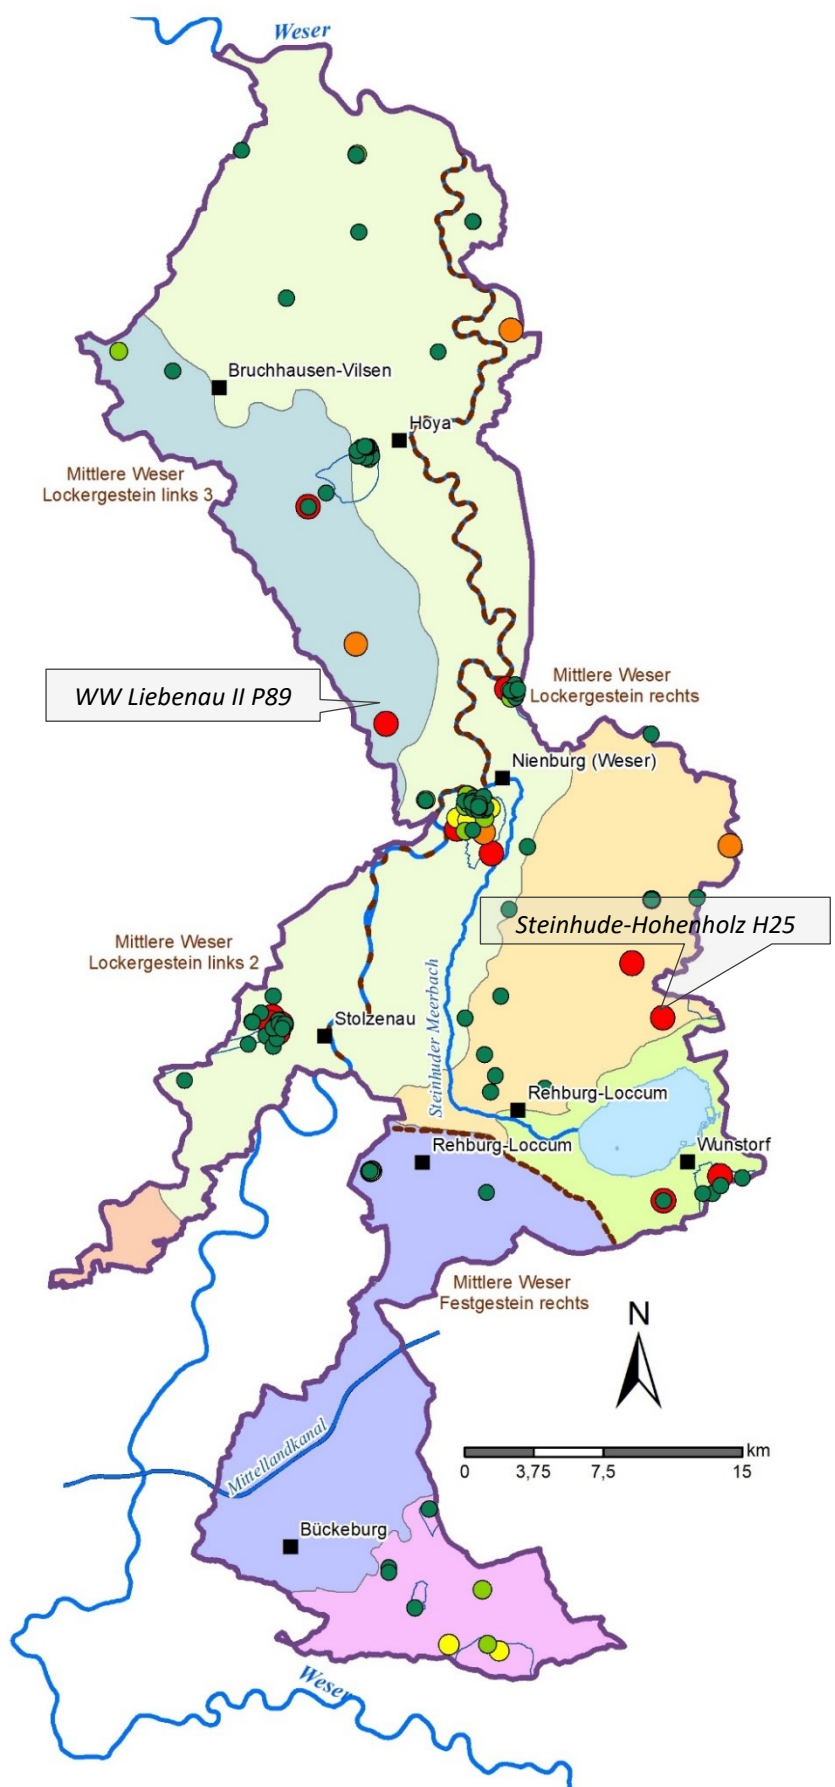 Weser
Bruchhausen-Vilsen
Hoya
Mittlere Weser
Lockergestein links 3
WW Liebenau II P89
Mittlere Weser
Lockergestein rechts
Nienburg (Weser)
Steinhude-Hohenholz H25
Mittlere Weser
Lockergestein links 2
Stolzenau
Steinhuder Meerbach
Rehburg-Loccum
Rehburg-Loccum
Wunstorf
Mittlere Weser
Festgestein rechts
N
km
0 3,75 7,5 15
Mittellandkanal
Bückeburg
Weser